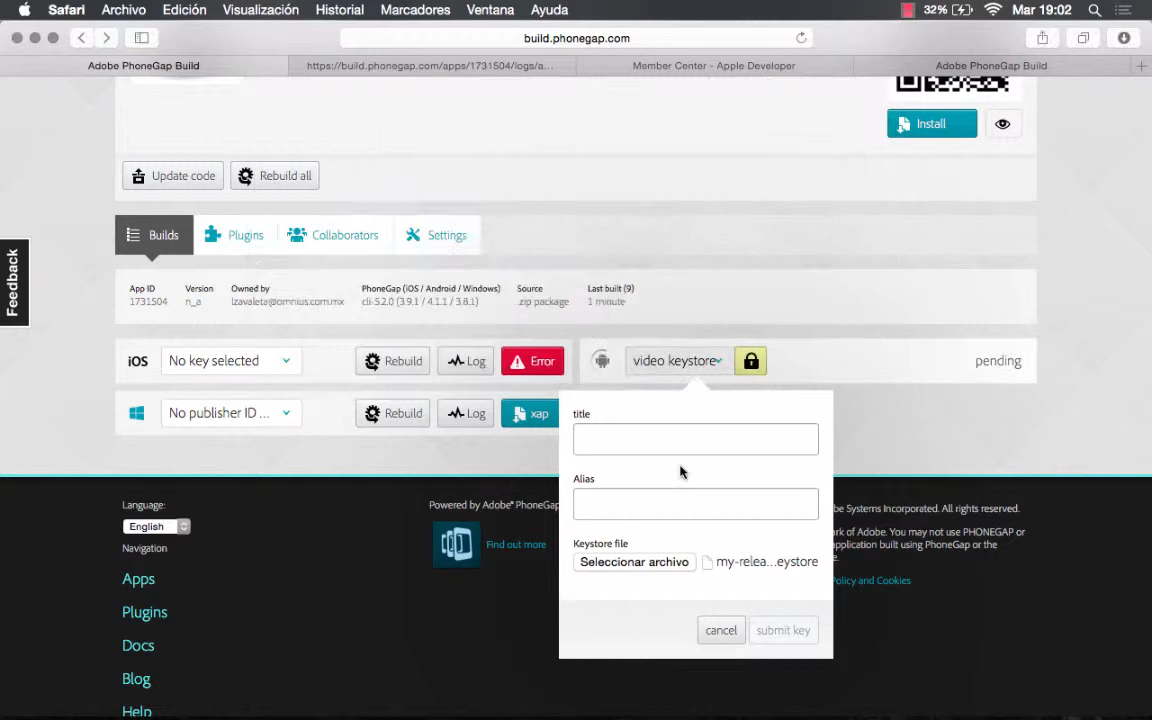 Safari Archivo Edición Visualización Historial Marcadores Ventana Ayuda 32% Mar 19:02
build.phonegap.com
Adobe PhoneGap Build https://build.phonegap.com/apps/1731504/logs/a... Member Center - Apple Developer Adobe PhoneGap Build
Install
Update code Rebuild all
Builds Plugins Collaborators Settings
Feedback
App ID Version Owned by PhoneGap (iOS / Android / Windows) Source Last built (9)
1731504 n_a lzavaleta@omnius.com.mx cli-5.2.0 (3.9.1 / 4.1.1 / 3.8.1) .zip package 1 minute
iOS No key selected Rebuild Log Error video keystore pending
No publisher ID ... Rebuild Log xap
title
Alias
Keystore file
Seleccionar archivo my-relea...eystore
cancel submit key
Language:
English
Navigation
Apps
Plugins
Docs
Blog
Help
Powered by Adobe® PhoneGap
Find out more
be Systems Incorporated. All rights reserved.
ark of Adobe. You may not use PHONEGAP or
application built using PhoneGap or the
e.
Policy and Cookies